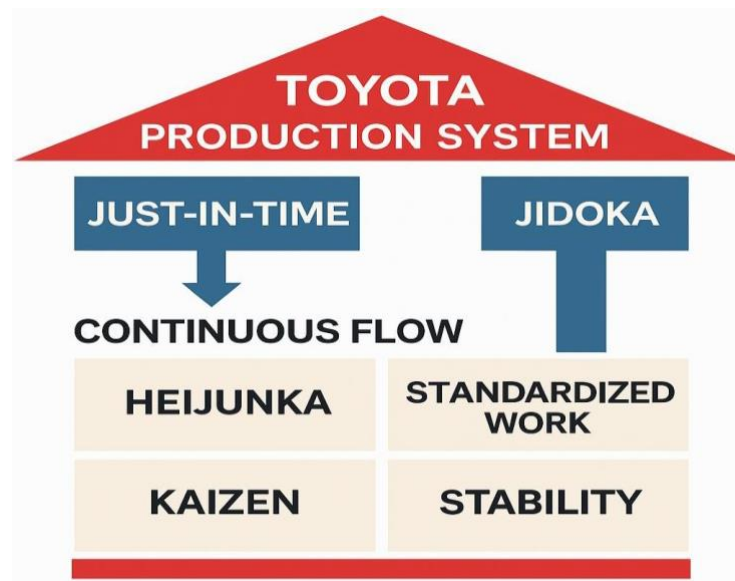 TOYOTA
PRODUCTION SYSTEM
JUST-IN-TIME
JIDOKA
CONTINUOUS FLOW
HEIJUNKA
STANDARDIZED
WORK
KAIZEN
STABILITY